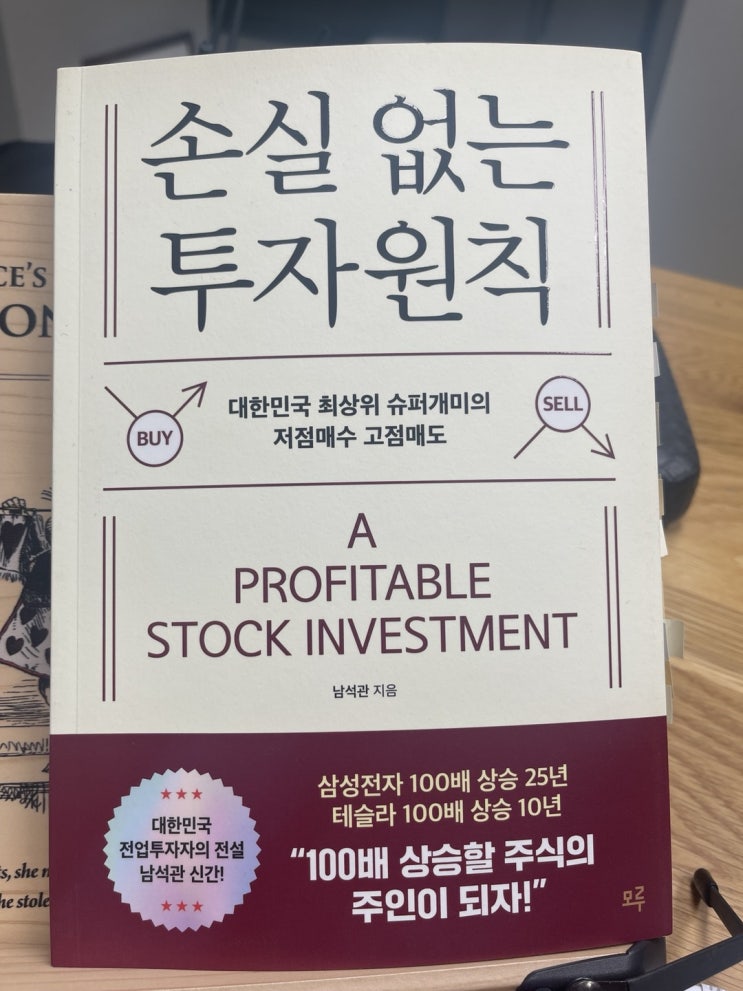 손실 없는
투자 원칙
BUY
대한민국 최상위 슈퍼개미의
저점매수 고점매도
SELL
A
PROFITABLE
STOCK INVESTMENT
남석관 지음
대한민국
전업투자자의 전설
남석관 신간!
삼성전자 100배 상승 25년
테슬라 100배 상승 10년
“100배 상승할 주식의
주인이 되자!”
모루
CE'S
ON
she
he stole